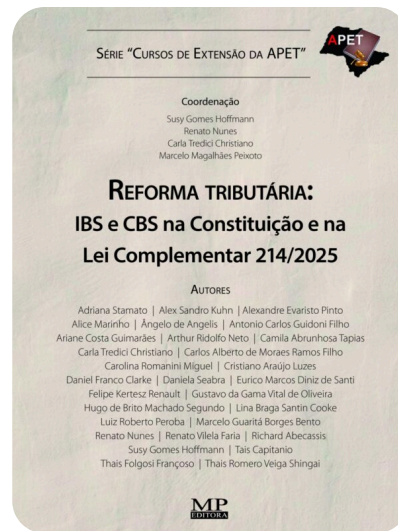 SÉRIE "CURSOS DE EXTENSÃO DA APET"
APET
Coordenação
Susy Gomes Hoffmann
Renato Nunes
Carla Tredici Christiano
Marcelo Magalhães Peixoto
REFORMA TRIBUTÁRIA:
IBS e CBS na Constituição e na
Lei Complementar 214/2025
AUTORES
Adriana Stamato | Alex Sandro Kuhn | Alexandre Evaristo Pinto
Alice Marinho | Ângelo de Angelis | Antonio Carlos Guidoni Filho
Ariane Costa Guimarães | Arthur Ridolfo Neto | Camila Abrunhosa Tapias
Carla Tredici Christiano | Carlos Alberto de Moraes Ramos Filho
Carolina Romanini Miguel | Cristiano Araújo Luzes
Daniel Franco Clarke | Daniela Seabra | Eurico Marcos Diniz de Santi
Felipe Kertesz Renault | Gustavo da Gama Vital de Oliveira
Hugo de Brito Machado Segundo | Lina Braga Santin Cooke
Luiz Roberto Peroba | Marcelo Guaritá Borges Bento
Renato Nunes | Renato Vilela Faria | Richard Abecassis
Susy Gomes Hoffmann | Tais Capitanio
Thais Folgosi Françoso | Thais Romero Veiga Shingai
MP
EDITORA